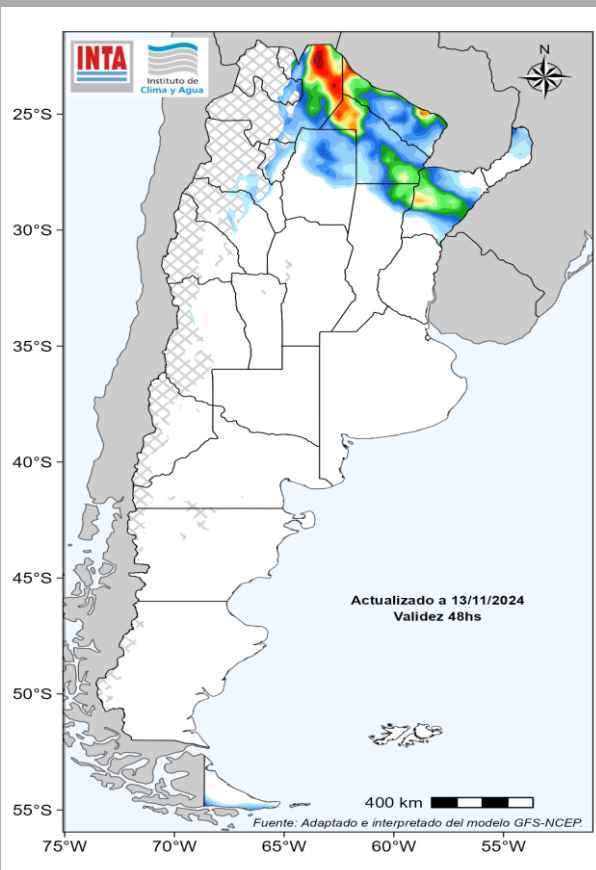 INTA
Instituto de
Clima y Agua
N
25°S
30°S
35°S
40°S
45°S
50°S
55°S
Actualizado a 13/11/2024
Validez 48hs
400 km
Fuente: Adaptado e interpretado del modelo GFS-NCEP.
75°W
70°W
65°W
60°W
55°W